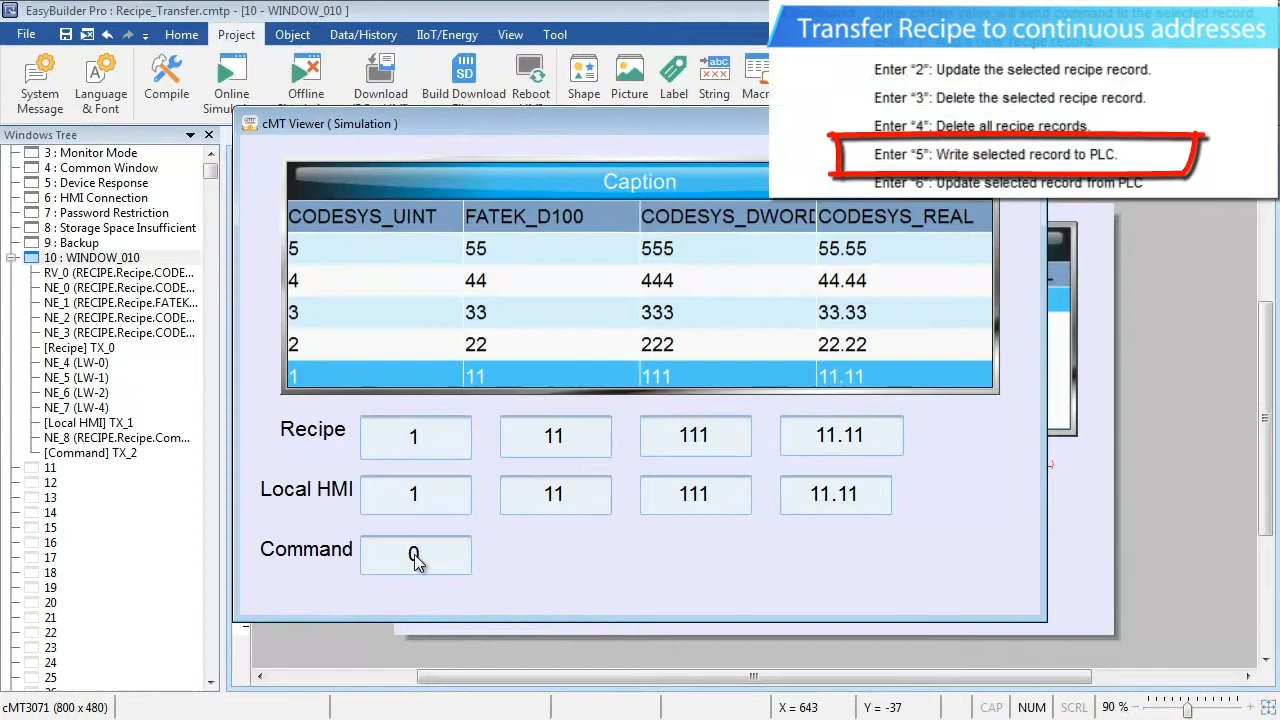 EasyBuilder Pro : Recipe_Transfer.cmtp - [10 - WINDOW_010 ]
File Home Project Object Data/History IIoT/Energy View Tool
System Message
Language & Font
Compile
Online
Offline
Download
Build Download
Reboot
Shape
Picture
Label
String
Transfer Recipe to continuous addresses
Enter “2”: Update the selected recipe record.
Enter “3”: Delete the selected recipe record.
Enter “4”: Delete all recipe records.
Enter “5”: Write selected record to PLC.
Enter “6”: Update selected record from PLC
Windows Tree
3 : Monitor Mode
4 : Common Window
5 : Device Response
6 : HMI Connection
7 : Password Restriction
8 : Storage Space Insufficient
9 : Backup
10 : WINDOW_010
RV_0 (RECIPE.Recipe.CODE...
NE_0 (RECIPE.Recipe.CODE...
NE_1 (RECIPE.Recipe.FATEK...
NE_2 (RECIPE.Recipe.CODE...
NE_3 (RECIPE.Recipe.CODE...
[Recipe] TX_0
NE_4 (LW-0)
NE_5 (LW-1)
NE_6 (LW-2)
NE_7 (LW-4)
[Local HMI] TX_1
NE_8 (RECIPE.Recipe.Com...
[Command] TX_2
11
12
13
14
15
16
17
18
19
20
21
22
23
24
25
cMT Viewer ( Simulation )
Caption
CODESYS_UINT FATEK_D100 CODESYS_DWORD CODESYS_REAL
5 55 555 55.55
4 44 444 44.44
3 33 333 33.33
2 22 222 22.22
1 11 111 11.11
Recipe 1 11 111 11.11
Local HMI 1 11 111 11.11
Command 0
cMT3071 (800 x 480) X = 643 Y = -37 CAP NUM SCRL 90 %